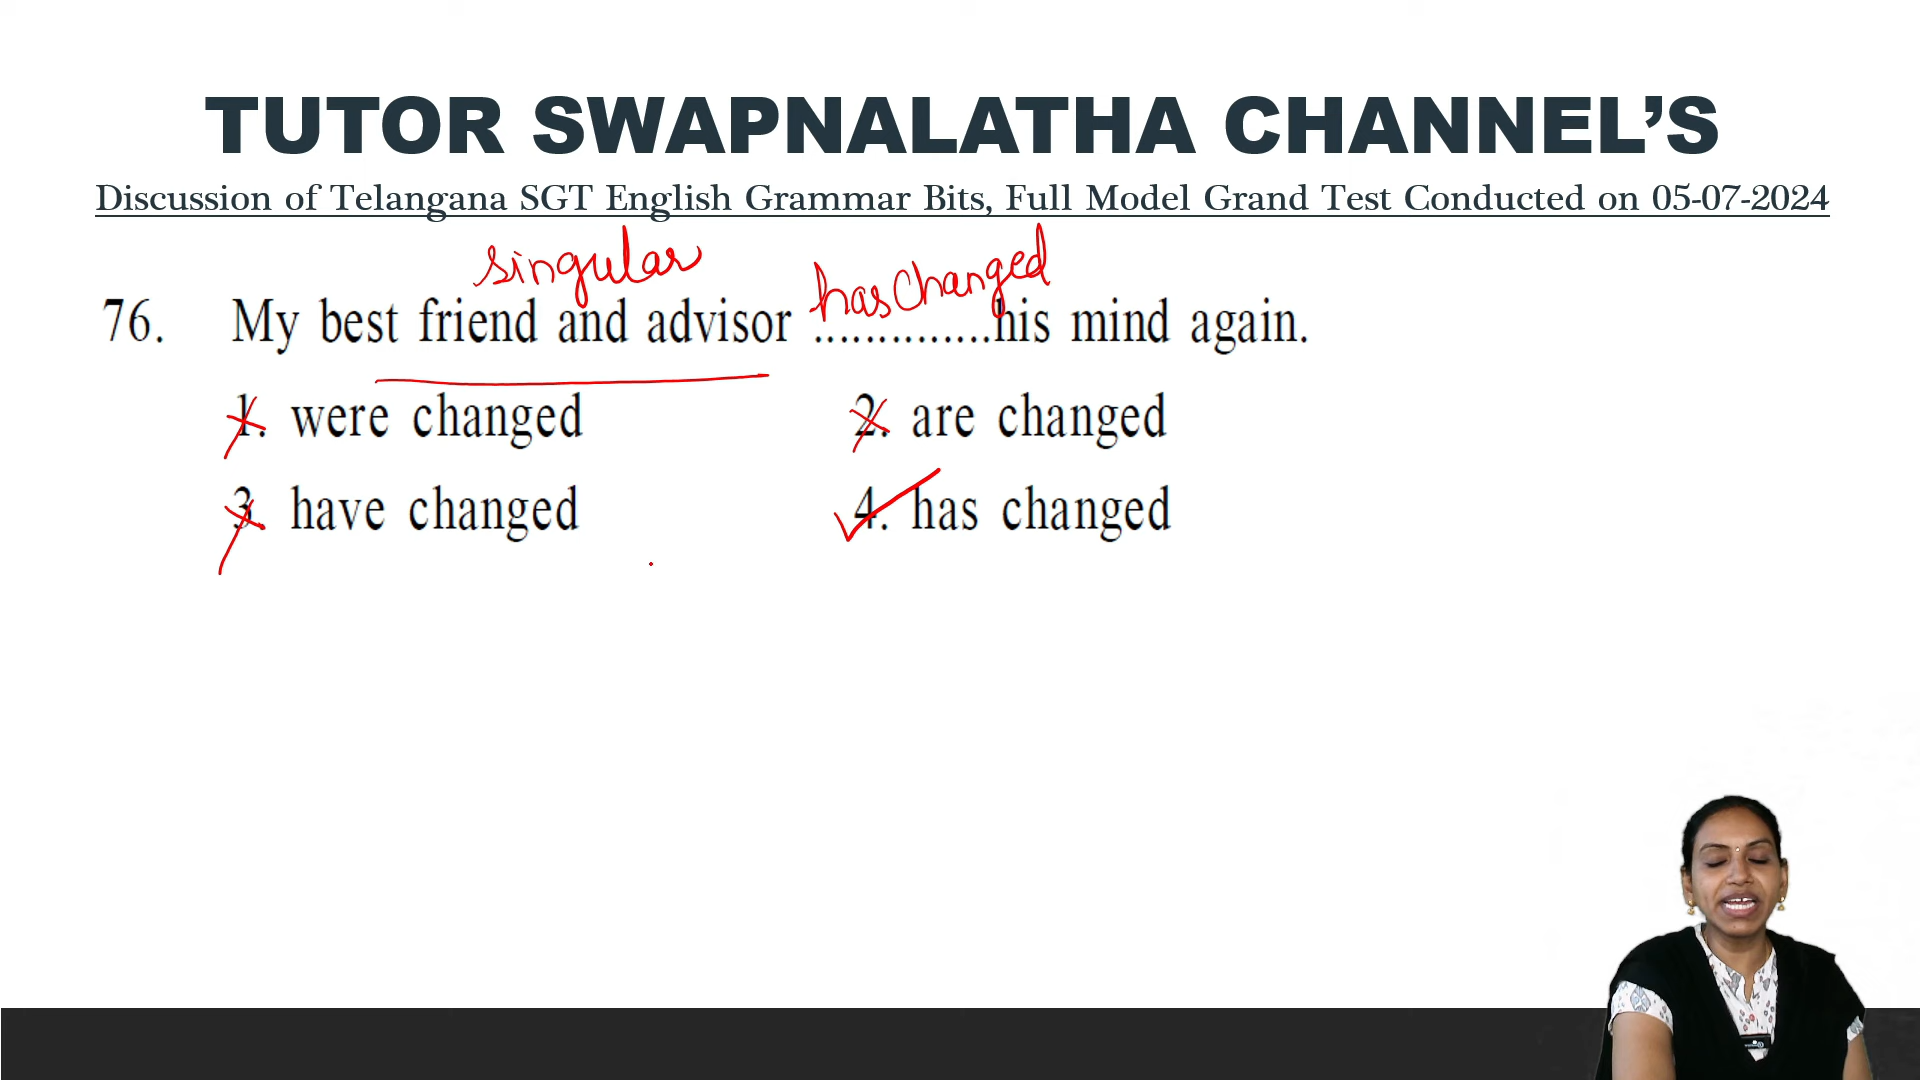 TUTOR SWAPNALATHA CHANNEL’S
Discussion of Telangana SGT English Grammar Bits, Full Model Grand Test Conducted on 05-07-2024
singular has changed
76. My best friend and advisor ..............his mind again.
1. were changed 2. are changed
3. have changed 4. has changed